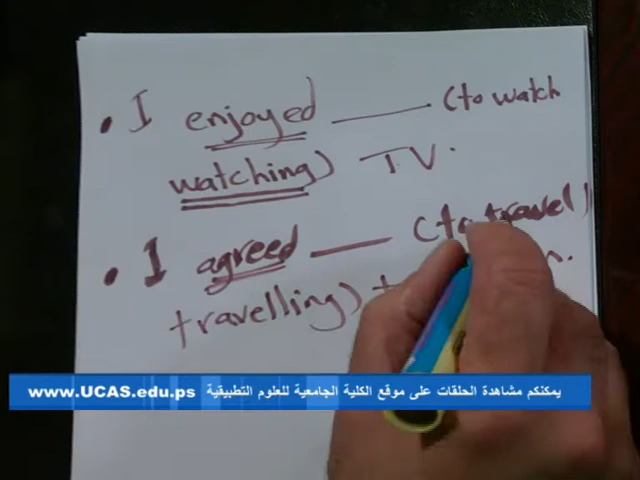 • I enjoyed ____ (to watch
watching) TV.
• I agreed ____ (to travel
travelling)
www.UCAS.edu.ps يمكنكم مشاهدة الحلقات على موقع الكلية الجامعية للعلوم التطبيقية